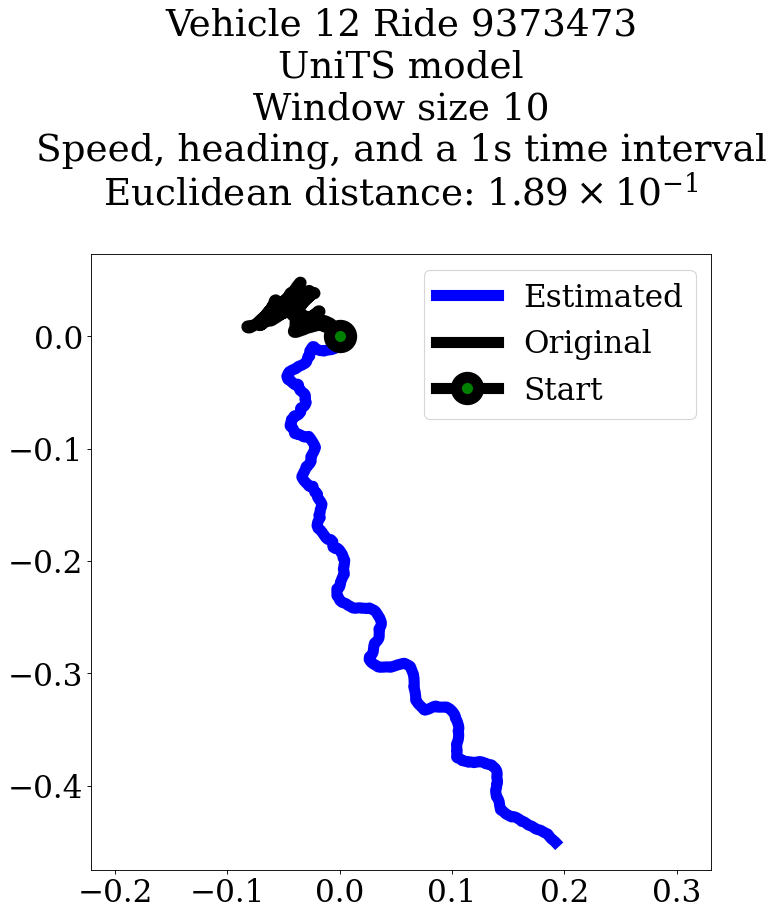 Vehicle 12 Ride 9373473
UniTS model
Window size 10
Speed, heading, and a 1s time interval
Euclidean distance: 1.89 × 10⁻¹
Estimated
Original
Start
0.0
−0.1
−0.2
−0.3
−0.4
−0.2 −0.1 0.0 0.1 0.2 0.3